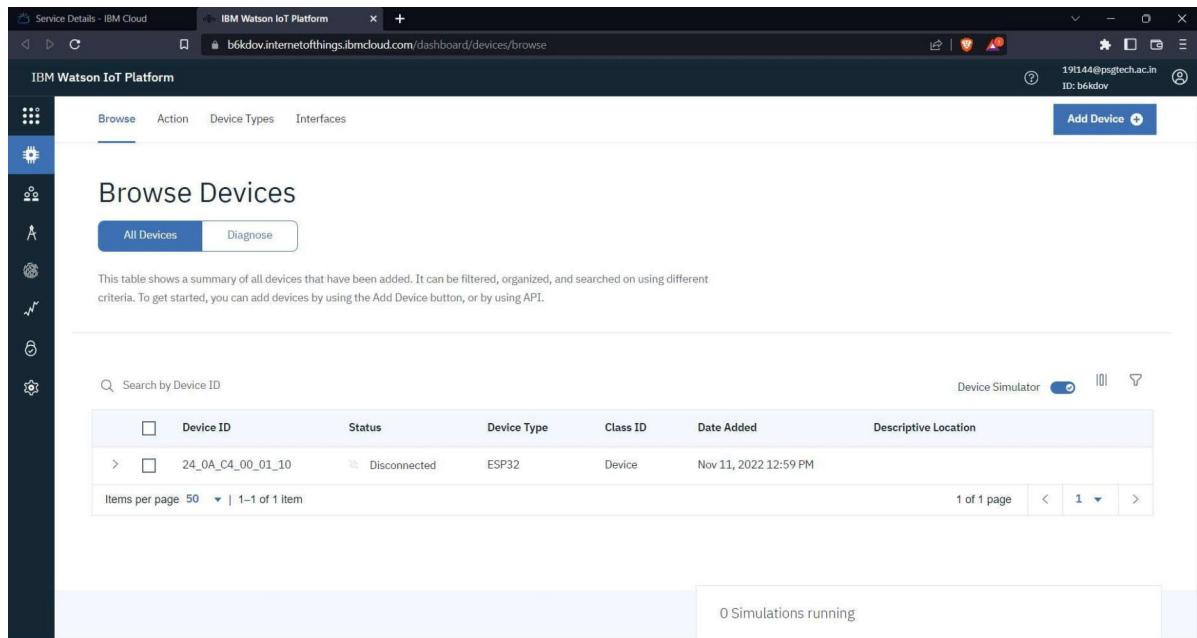 Service Details - IBM Cloud
IBM Watson IoT Platform
b6kdov.internetofthings.ibmcloud.com/dashboard/devices/browse
IBM Watson IoT Platform
19l144@psgtech.ac.in
ID: b6kdov
Browse Action Device Types Interfaces
Add Device
Browse Devices
All Devices Diagnose
This table shows a summary of all devices that have been added. It can be filtered, organized, and searched on using different
criteria. To get started, you can add devices by using the Add Device button, or by using API.
Search by Device ID
Device Simulator
Device ID Status Device Type Class ID Date Added Descriptive Location
24_0A_C4_00_01_10 Disconnected ESP32 Device Nov 11, 2022 12:59 PM
Items per page 50 | 1–1 of 1 item
1 of 1 page < 1 >
0 Simulations running